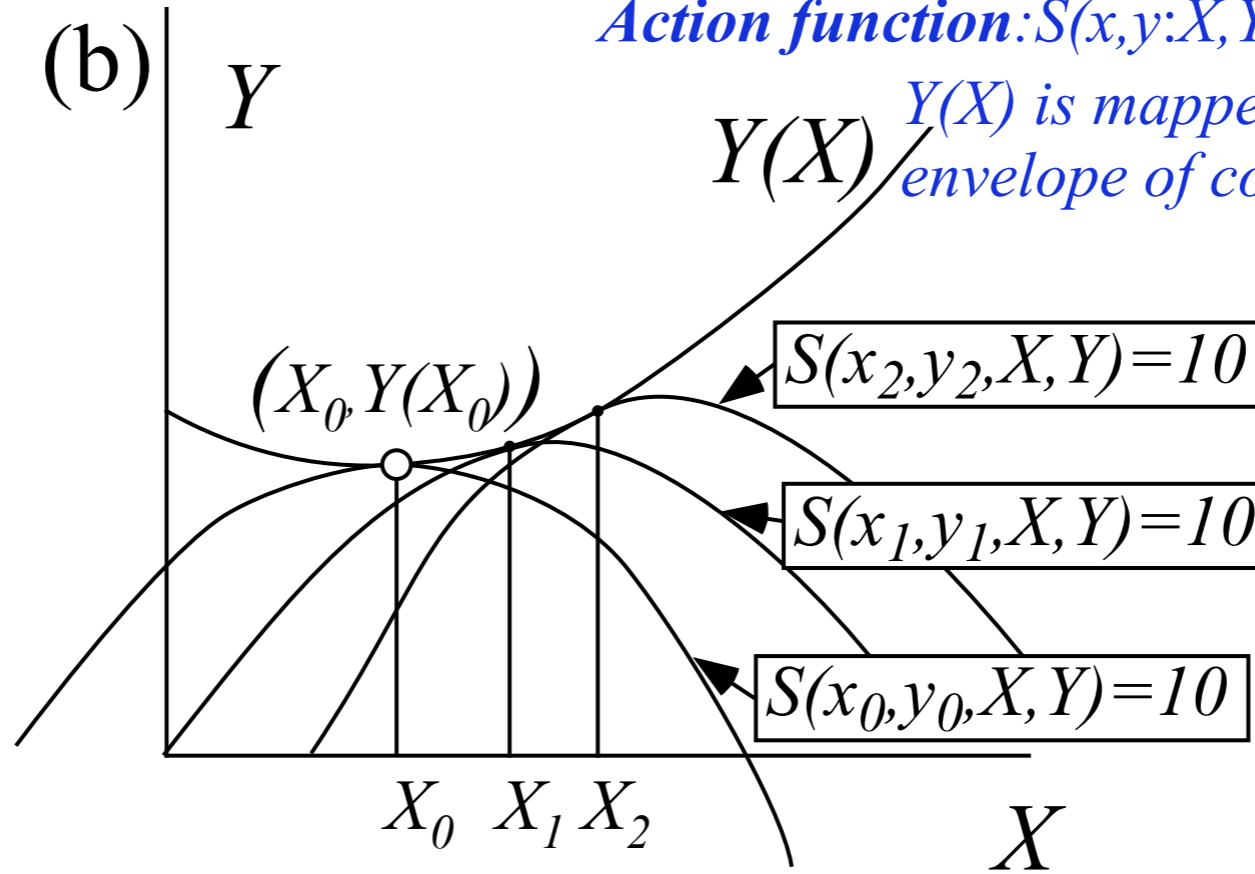 (b)
Action function:S(x,y:X,Y
Y
Y(X) is mappe
Y(X)
envelope of co
S(x₂,y₂,X,Y)=10
(X₀,Y(X₀))
S(x₁,y₁,X,Y)=10
S(x₀,y₀,X,Y)=10
X₀ X₁ X₂
X